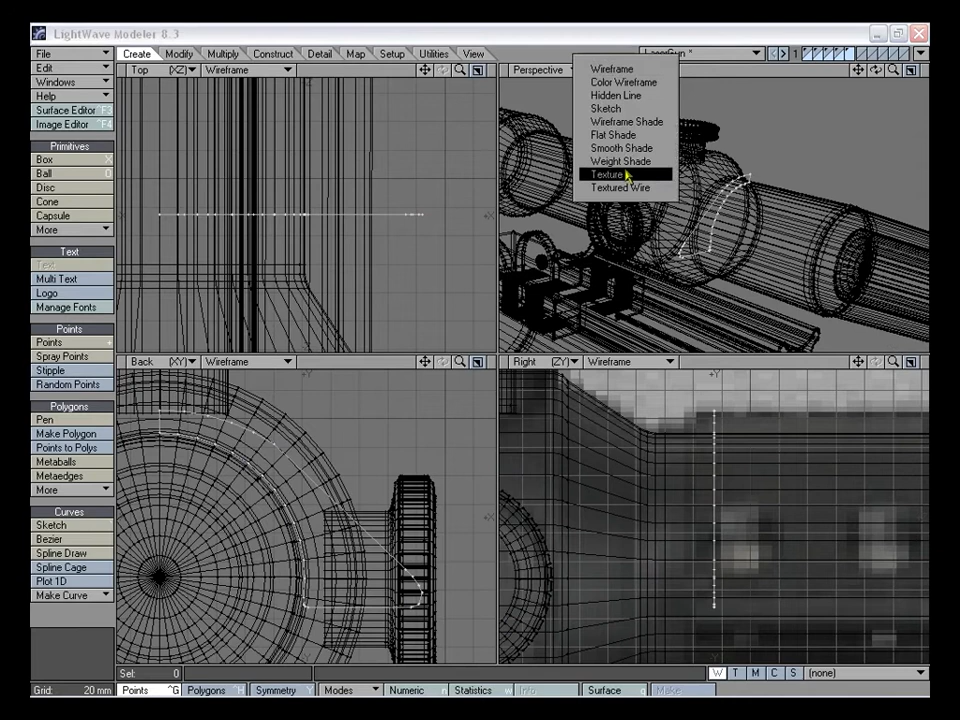 LightWave Modeler 8.3
File Create Modify Multiply Construct Detail Map Setup Utilities View LaserGun * 1
Edit Top (XZ) Wireframe Perspective
Windows
Help
Surface Editor F3
Image Editor ^F4
Wireframe
Color Wireframe
Hidden Line
Sketch
Wireframe Shade
Flat Shade
Smooth Shade
Weight Shade
Texture
Textured Wire
Primitives
Box X
Ball O
Disc
Cone
Capsule
More
Text
Text
Multi Text
Logo
Manage Fonts
Points
Points +
Spray Points
Stipple
Random Points
Back (XY) Wireframe Right (ZY) Wireframe
Polygons
Pen
Make Polygon
Points to Polys
Metaballs
Metaedges
More
Curves
Sketch
Bezier
Spline Draw
Spline Cage
Plot 1D
Make Curve
Sel: 0 W T M C S (none)
Grid: 20 mm Points ^G Polygons ^H Symmetry Y Modes Numeric n Statistics w Info Surface q Make